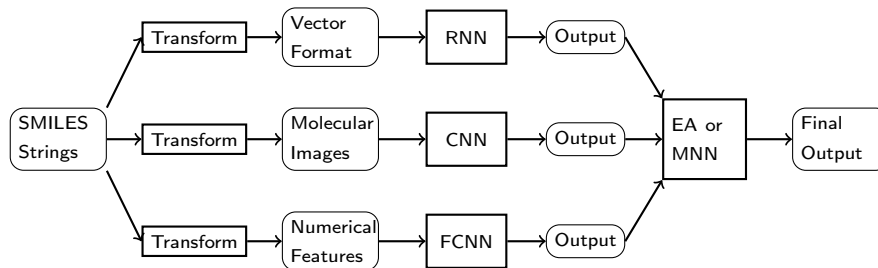 Transform
Vector
Format
RNN
Output
SMILES
Strings
Transform
Molecular
Images
CNN
Output
EA or
MNN
Final
Output
Transform
Numerical
Features
FCNN
Output